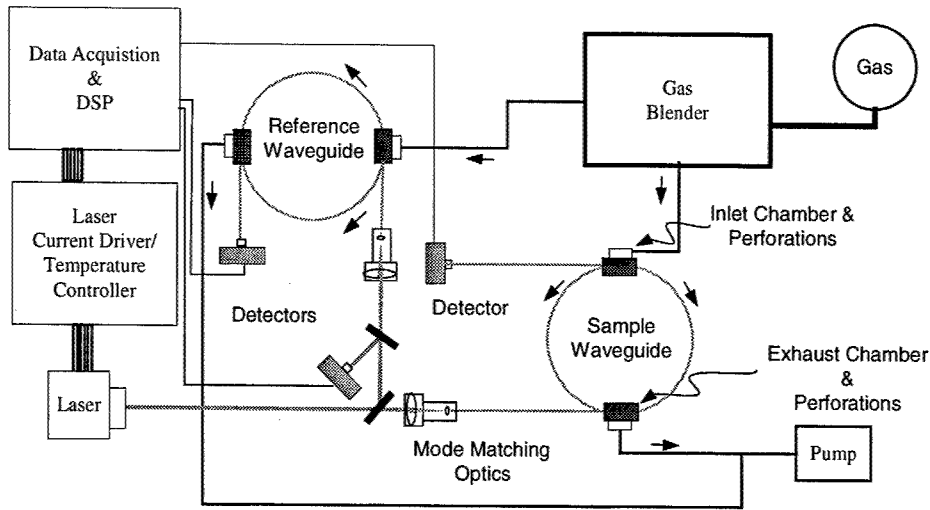 Data Acquistion
&
DSP
Reference
Waveguide
Gas
Blender
Gas
Laser
Current Driver/
Temperature
Controller
Inlet Chamber &
Perforations
Detectors
Detector
Sample
Waveguide
Exhaust Chamber
&
Perforations
Laser
Mode Matching
Optics
Pump